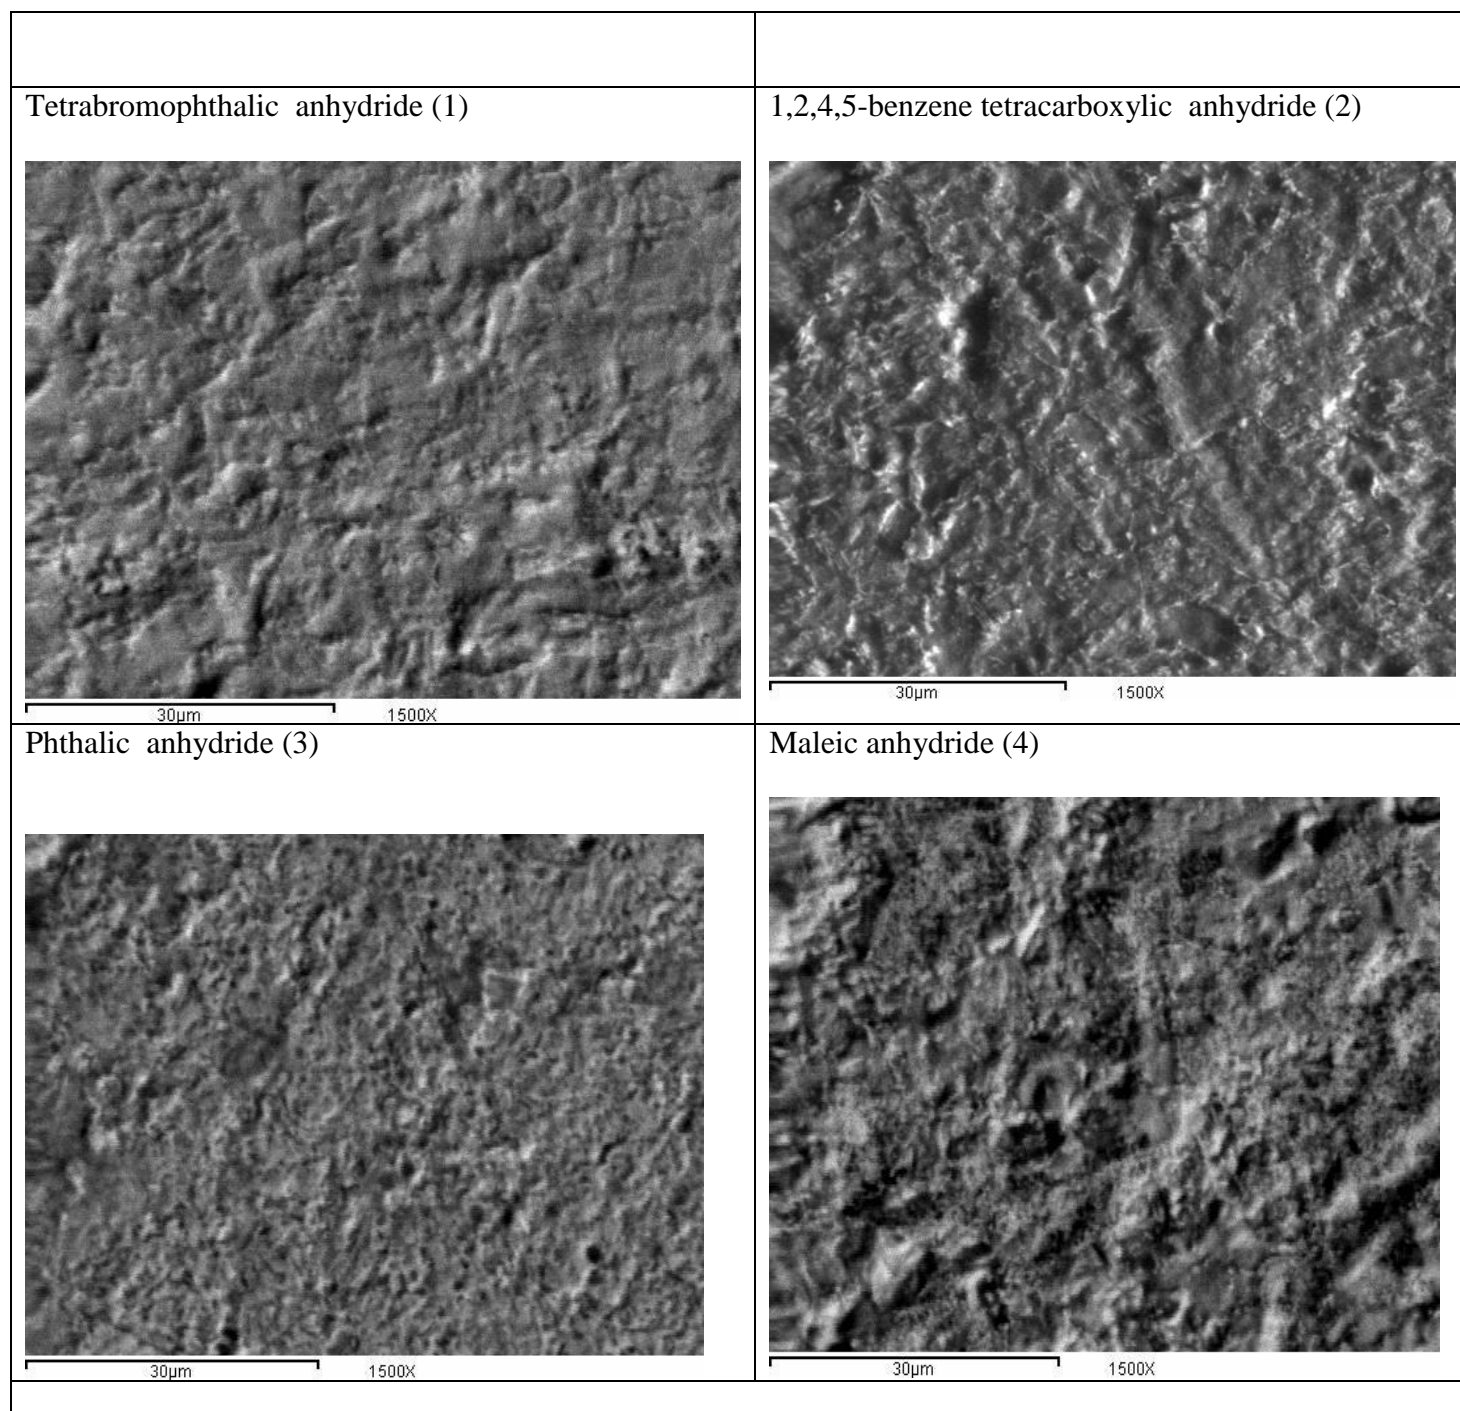 Tetrabromophthalic anhydride (1)
1,2,4,5-benzene tetracarboxylic anhydride (2)
30µm 1500X
30µm 1500X
Phthalic anhydride (3)
Maleic anhydride (4)
30µm 1500X
30µm 1500X